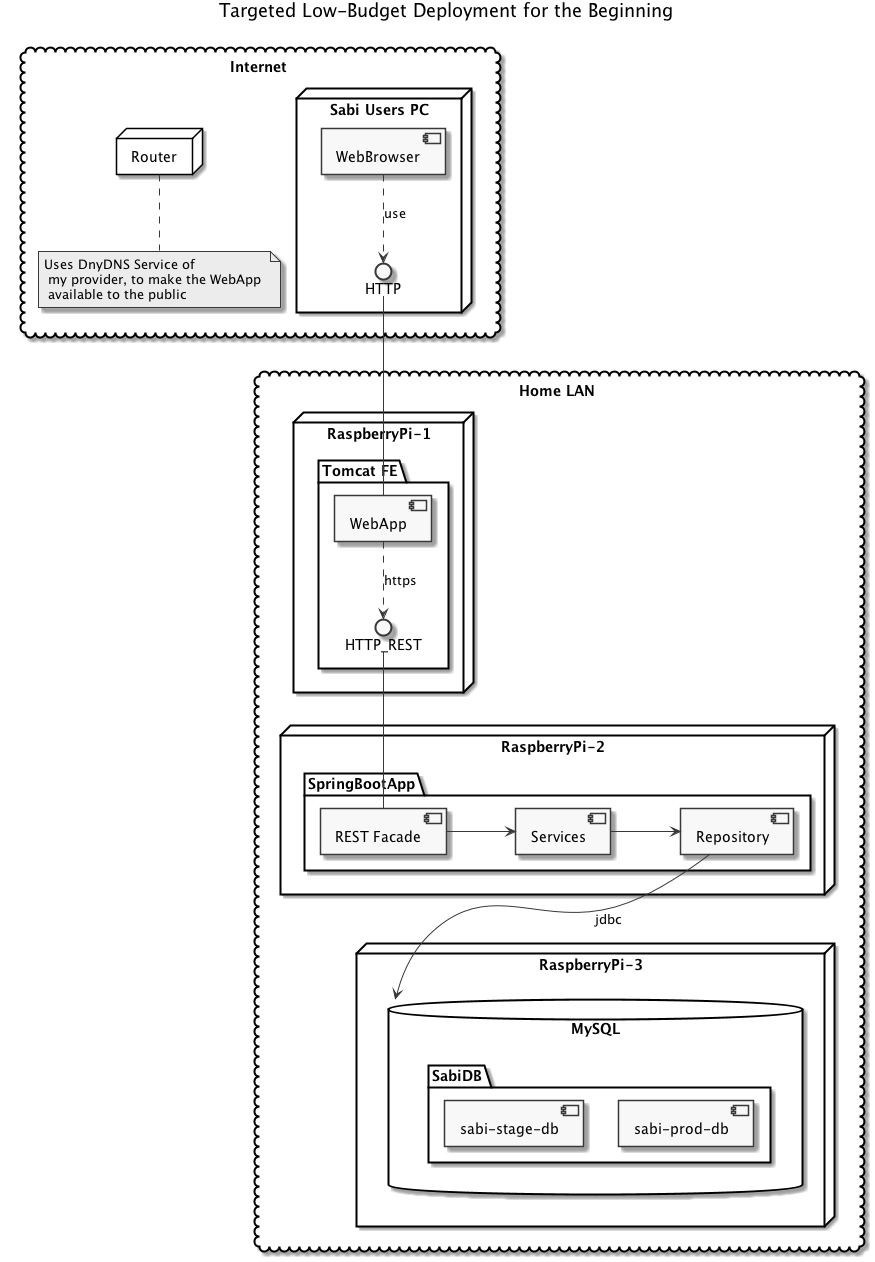 Targeted Low-Budget Deployment for the Beginning
Internet
Sabi Users PC
Router
WebBrowser
use
Uses DnyDNS Service of
my provider, to make the WebApp
available to the public
HTTP
Home LAN
RaspberryPi-1
Tomcat FE
WebApp
https
HTTP_REST
RaspberryPi-2
SpringBootApp
REST Facade
Services
Repository
jdbc
RaspberryPi-3
MySQL
SabiDB
sabi-stage-db
sabi-prod-db